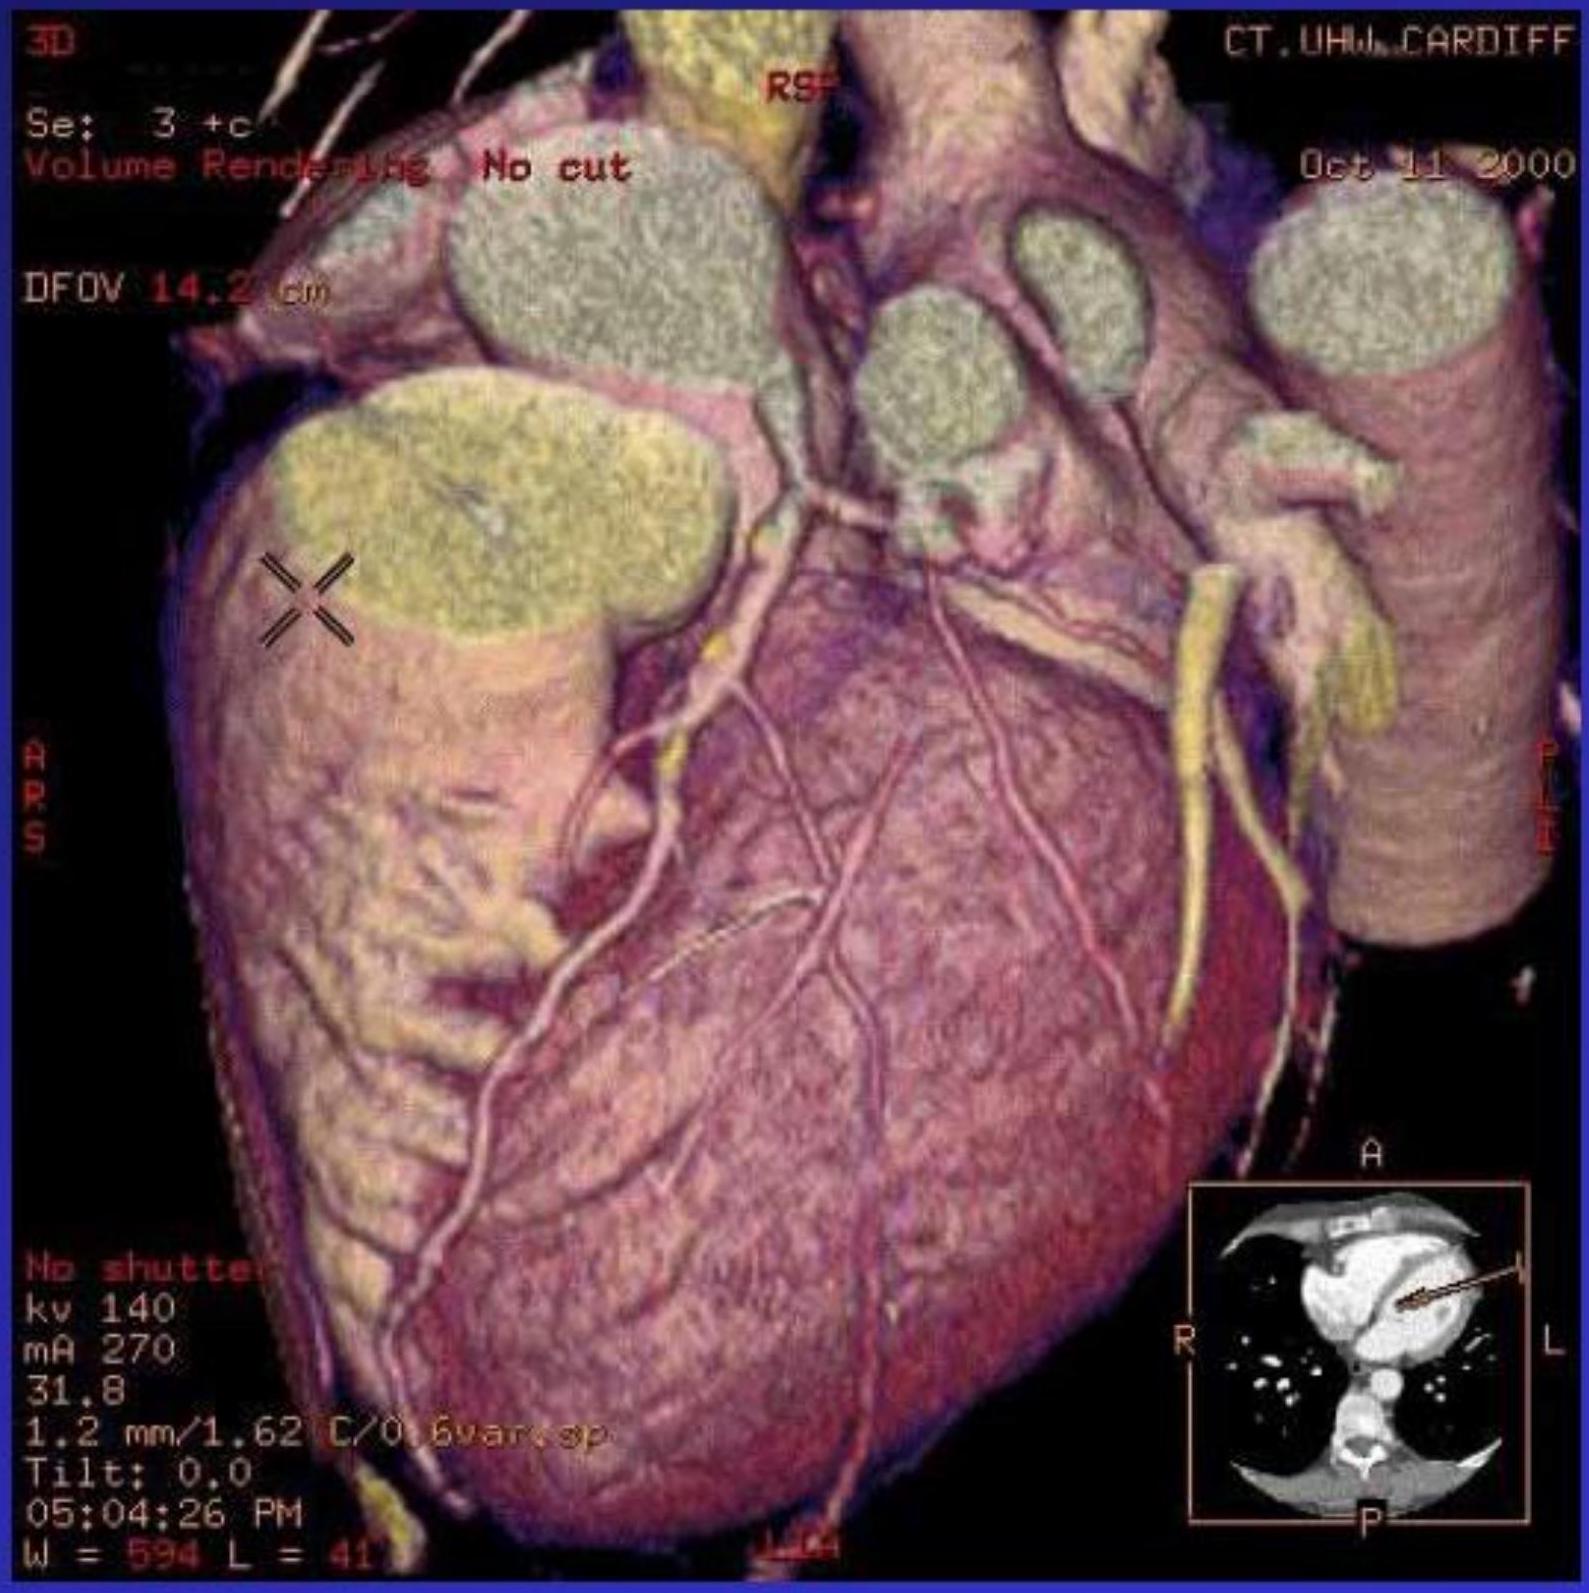 3D
CT.UHW.CARDIFF
Se: 3 +c
Volume Rendering No cut
Oct 11 2000
DFOV 14.2 cm
A
R
S
No shutter
kv 140
mA 270
31.8
1.2 mm/1.62 C/0.6var.sp
Tilt: 0.0
05:04:26 PM
W = 594 L = 41
A
R
L
P